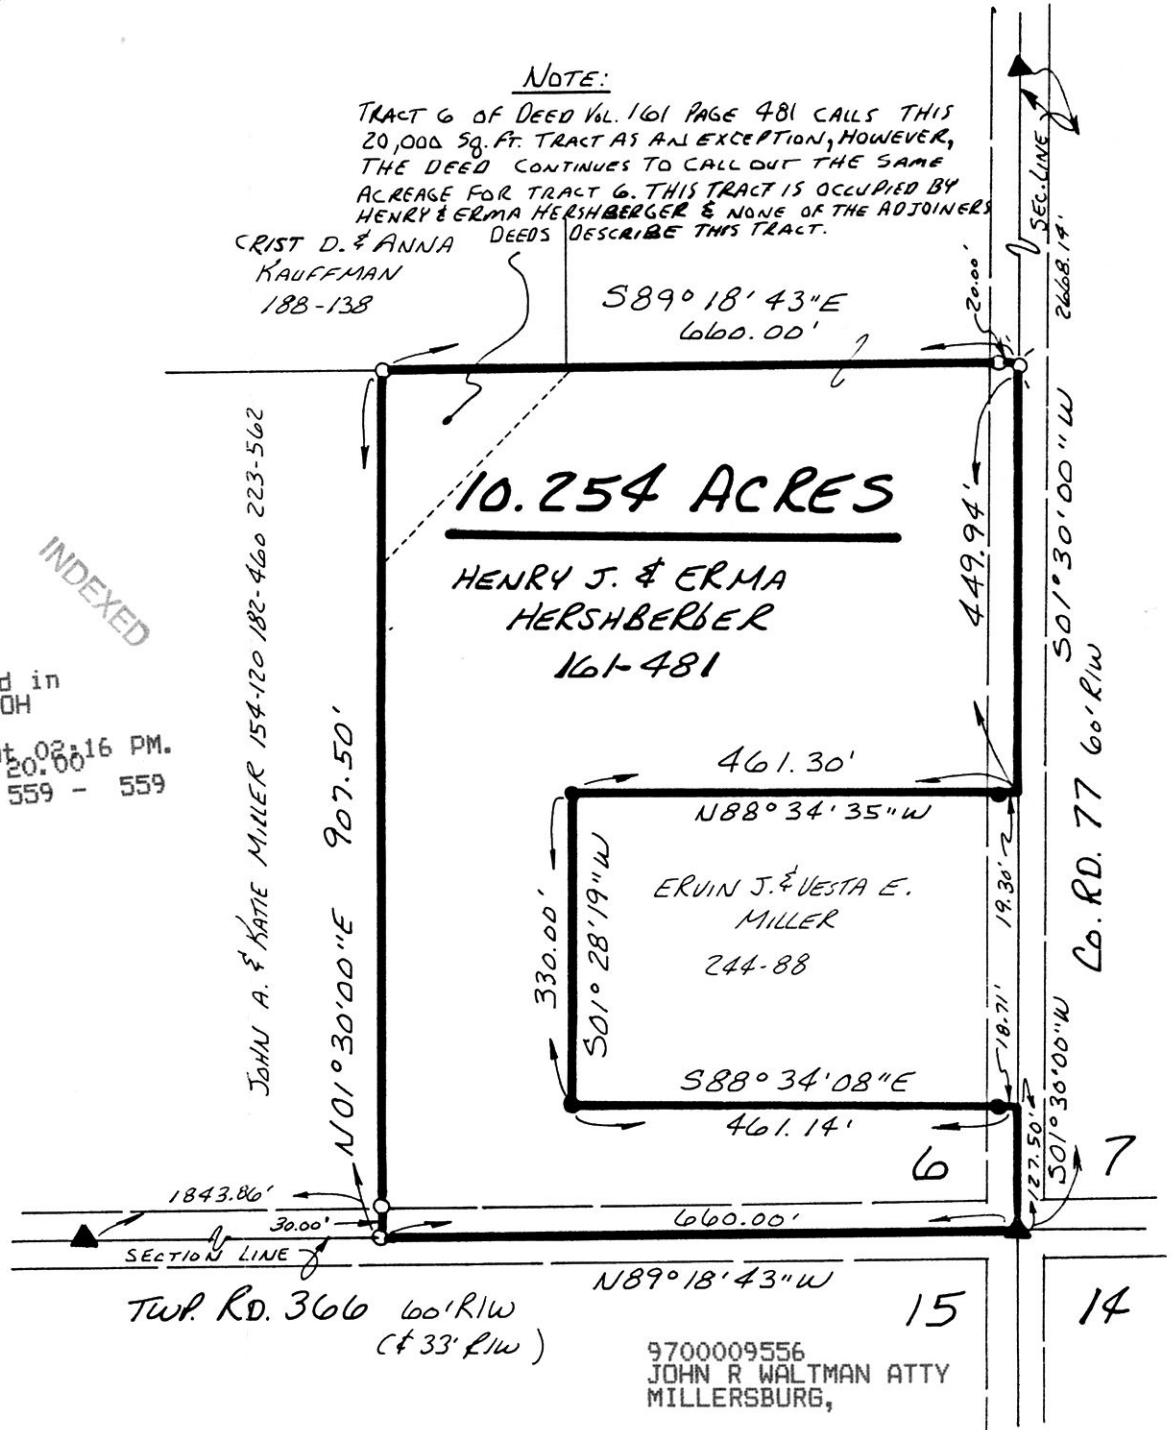 NOTE:
TRACT 6 OF DEED VOL. 161 PAGE 481 CALLS THIS
20,000 Sq. FT. TRACT AS AN EXCEPTION, HOWEVER,
THE DEED CONTINUES TO CALL OUT THE SAME
ACREAGE FOR TRACT 6. THIS TRACT IS OCCUPIED BY
HENRY & ERMA HERSHBERGER & NONE OF THE ADJOINERS
DEEDS DESCRIBE THIS TRACT.
CRIST D. & ANNA
KAUFFMAN
188-138
S89° 18' 43"E
660.00'
20.00'
SEC. LINE
2668.14'
S01° 30' 00" W
449.94'
10.254 ACRES
HENRY J. & ERMA
HERSHBERGER
161-481
JOHN A. & KATIE MILLER 154-120 182-460 223-562
N01° 30' 00"E 907.50'
INDEXED
d in
OH
t 02:16 PM.
20.00
559 - 559
461.30'
N88° 34' 35" W
330.00'
S01° 28' 19" W
ERVIN J. & VESTA E.
MILLER
244-88
19.30'
18.71'
Co. RD. 77 60' R/W
S88° 34' 08"E
461.14'
127.50'
S01° 30' 00" W
6
7
1843.86'
30.00'
660.00'
SECTION LINE
N89° 18' 43" W
TWP. RD. 366 60' R/W
(& 33' R/W)
15
14
9700009556
JOHN R WALTMAN ATTY
MILLERSBURG,